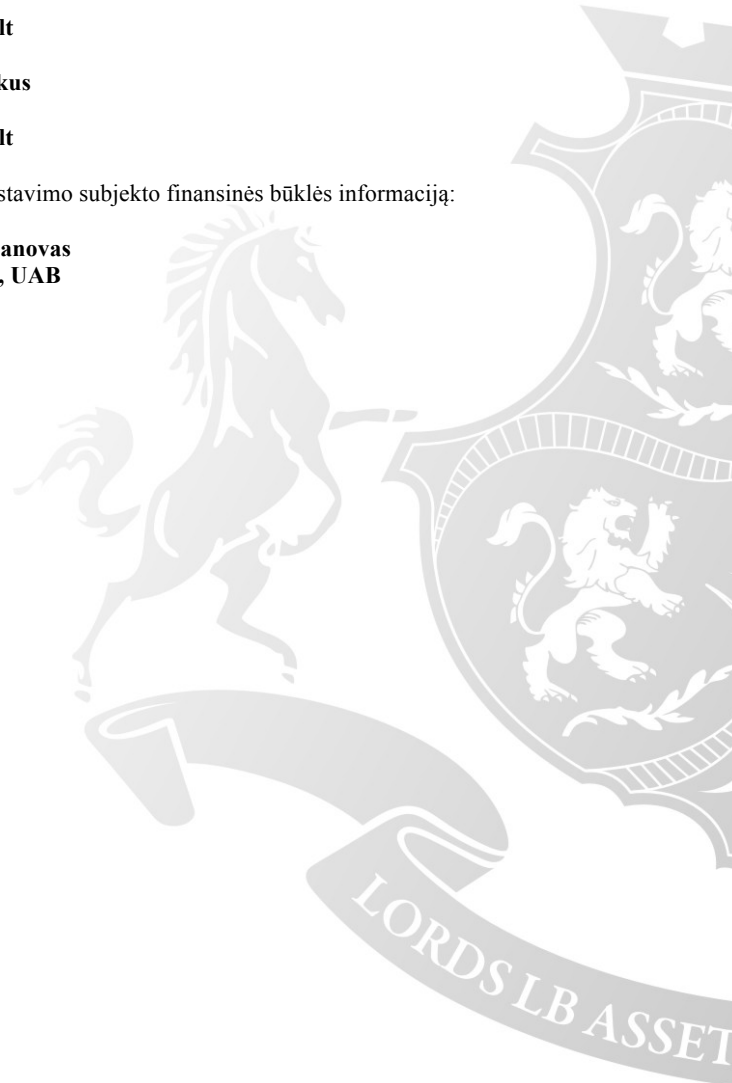 lt
kus
lt
stavimo subjekto finansinės būklės informaciją:
anovas
, UAB
LORDS LB ASSET